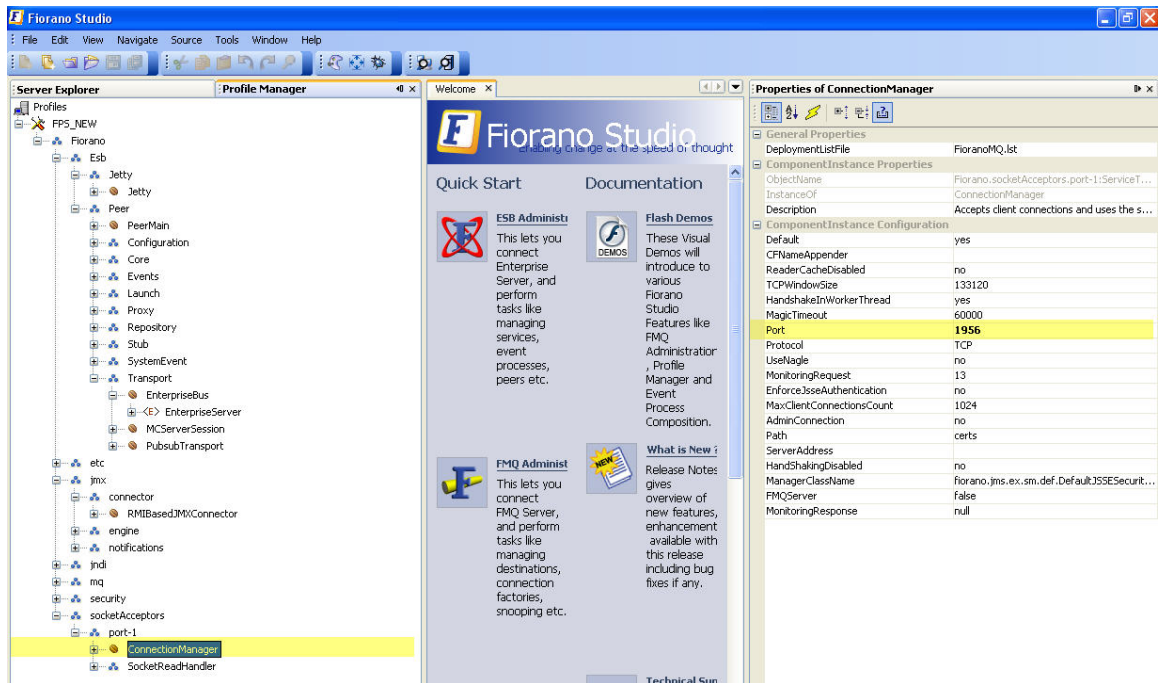 Fiorano Studio
File Edit View Navigate Source Tools Window Help
Server Explorer
Profile Manager
Profiles
FPS_NEW
Fiorano
Esb
Jetty
Jetty
Peer
PeerMain
Configuration
Core
Events
Launch
Proxy
Repository
Stub
SystemEvent
Transport
EnterpriseBus
<E> EnterpriseServer
MCServerSession
PubsubTransport
etc
jmx
connector
RMIBasedJMXConnector
engine
notifications
jndi
mq
security
socketAcceptors
port-1
ConnectionManager
SocketReadHandler
Welcome
Fiorano Studio
Enabling change at the speed of thought
Quick Start
ESB Administ
This lets you
connect
Enterprise
Server, and
perform
tasks like
managing
services,
event
processes,
peers etc.
FMQ Administ
This lets you
connect
FMQ Server,
and perform
tasks like
managing
destinations,
connection
factories,
snooping etc.
Documentation
DEMOS
Flash Demos
These Visual
Demos will
introduce to
various
Fiorano
Studio
Features like
FMQ
Administration
, Profile
Manager and
Event
Process
Composition.
NEW
What is New ?
Release Notes
gives
overview of
new features,
enhancement
available with
this release
including bug
fixes if any.
Technical Sup
Properties of ConnectionManager
General Properties
DeploymentListFile FioranoMQ.lst
ComponentInstance Properties
ObjectName Fiorano.socketAcceptors.port-1:ServiceT...
InstanceOf ConnectionManager
Description Accepts client connections and uses the s...
ComponentInstance Configuration
Default yes
CFNameAppender
ReaderCacheDisabled no
TCPWindowSize 133120
HandshakeInWorkerThread yes
MagicTimeout 60000
Port 1956
Protocol TCP
UseNagle no
MonitoringRequest 13
EnforceJsseAuthentication no
MaxClientConnectionsCount 1024
AdminConnection no
Path certs
ServerAddress
HandShakingDisabled no
ManagerClassName fiorano.jms.ex.sm.def.DefaultJSSESecurit...
FMQServer false
MonitoringResponse null